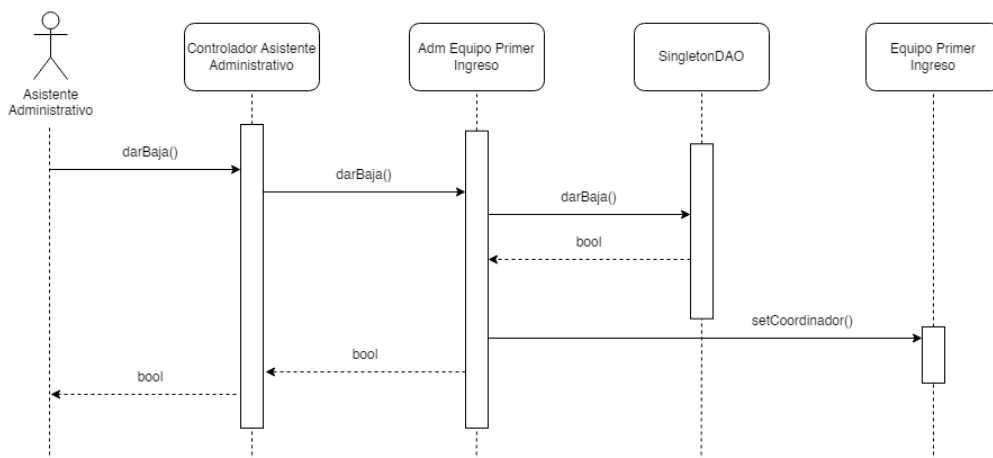 Controlador Asistente
Administrativo
Adm Equipo Primer
Ingreso
SingletonDAO
Equipo Primer
Ingreso
Asistente
Administrativo
darBaja()
darBaja()
darBaja()
bool
setCoordinador()
bool
bool